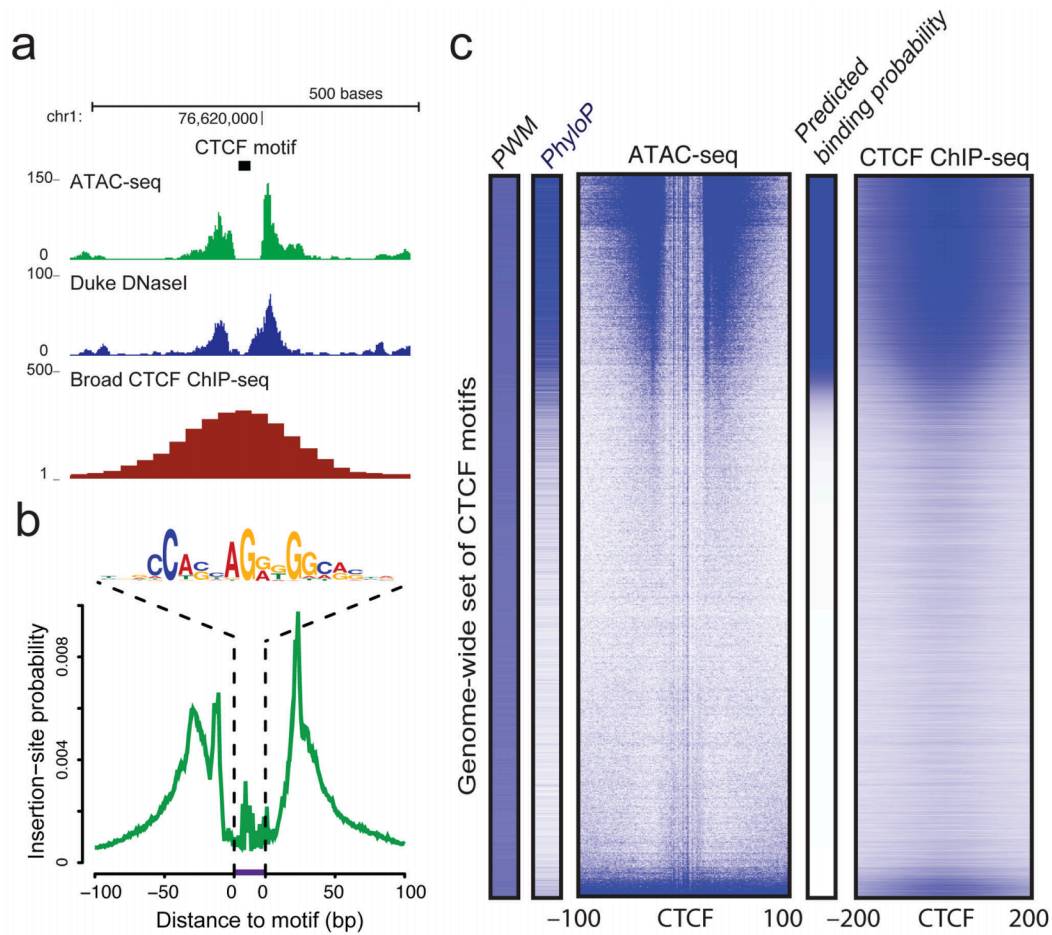 a
500 bases
chr1:
76,620,000
CTCF motif
150
ATAC-seq
0
100
Duke DNaseI
0
500
Broad CTCF ChIP-seq
1
b
CCACCAGGGGGCAC
Insertion-site probability
0
0.004
0.008
-100
-50
0
0
50
100
Distance to motif (bp)
c
PWM
PhyloP
ATAC-seq
Predicted
binding probability
CTCF ChIP-seq
Genome-wide set of CTCF motifs
-100
CTCF
100
-200
CTCF
200